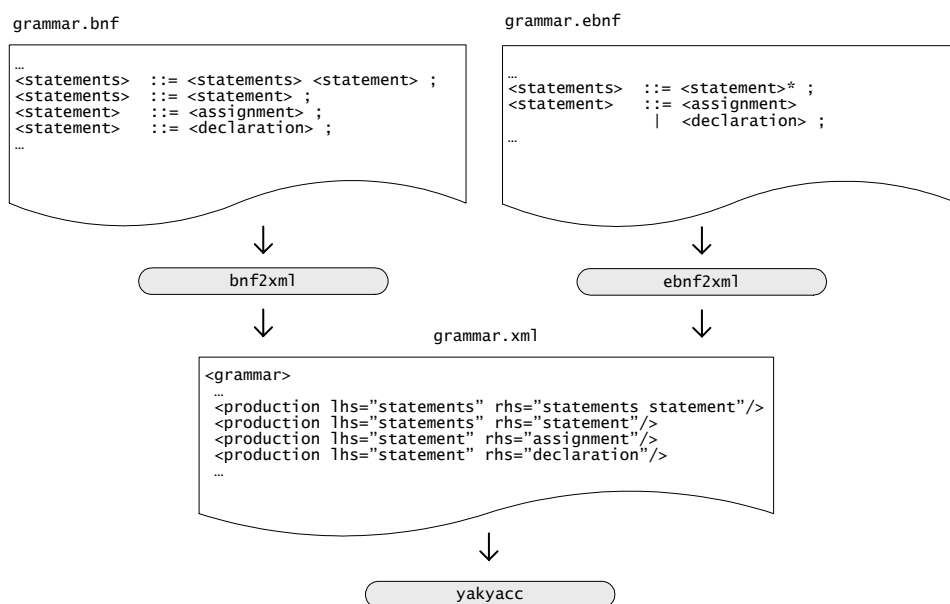 grammar.bnf
…
<statements>  ::= <statements> <statement> ;
<statements>  ::= <statement> ;
<statement>   ::= <assignment> ;
<statement>   ::= <declaration> ;
…
grammar.ebnf
…
<statements>  ::= <statement>* ;
<statement>   ::= <assignment>
|  <declaration> ;
…
bnf2xml
ebnf2xml
grammar.xml
<grammar>
…
<production lhs="statements” rhs="statements statement”/>
<production lhs="statements” rhs="statement”/>
<production lhs="statement” rhs="assignment”/>
<production lhs="statement” rhs="declaration”/>
…
yakyacc